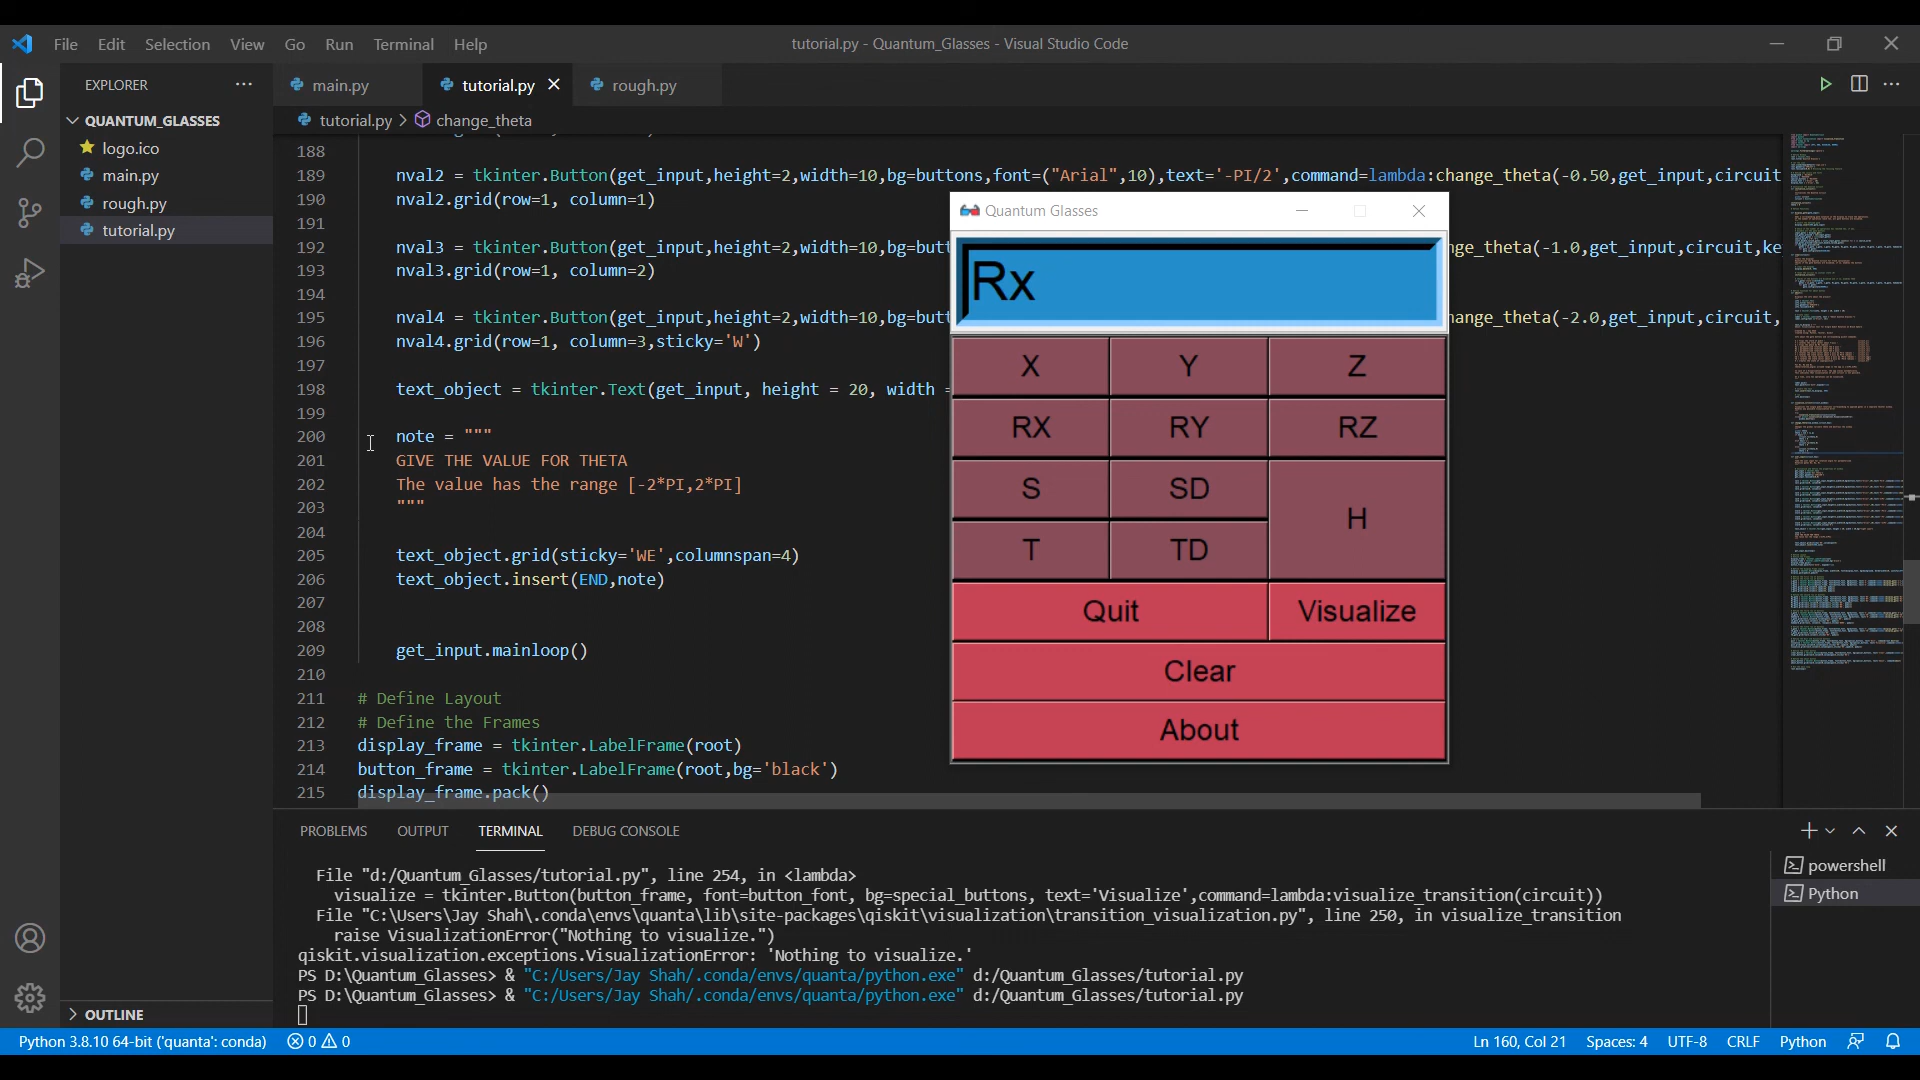 File Edit Selection View Go Run Terminal Help
tutorial.py - Quantum_Glasses - Visual Studio Code
EXPLORER
main.py
tutorial.py
rough.py
QUANTUM_GLASSES
logo.ico
main.py
rough.py
tutorial.py
tutorial.py > change_theta
188
189 nval2 = tkinter.Button(get_input,height=2,width=10,bg=buttons,font=("Arial",10),text='-PI/2',command=lambda:change_theta(-0.50,get_input,circuit
190 nval2.grid(row=1, column=1)
191
192 nval3 = tkinter.Button(get_input,height=2,width=10,bg=butt ange_theta(-1.0,get_input,circuit,ke
193 nval3.grid(row=1, column=2)
194
195 nval4 = tkinter.Button(get_input,height=2,width=10,bg=butt ange_theta(-2.0,get_input,circuit,
196 nval4.grid(row=1, column=3,sticky='W')
197
198 text_object = tkinter.Text(get_input, height = 20, width =
199
200 note = """
201 GIVE THE VALUE FOR THETA
202 The value has the range [-2*PI,2*PI]
203 """
204
205 text_object.grid(sticky='WE',columnspan=4)
206 text_object.insert(END,note)
207
208
209 get_input.mainloop()
210
211 # Define Layout
212 # Define the Frames
213 display_frame = tkinter.LabelFrame(root)
214 button_frame = tkinter.LabelFrame(root,bg='black')
215 display_frame.pack()
Quantum Glasses
Rx
X Y Z
RX RY RZ
S SD
H
T TD
Quit Visualize
Clear
About
PROBLEMS OUTPUT TERMINAL DEBUG CONSOLE
File "d:/Quantum_Glasses/tutorial.py", line 254, in <lambda>
visualize = tkinter.Button(button_frame, font=button_font, bg=special_buttons, text='Visualize',command=lambda:visualize_transition(circuit))
File "C:\Users\Jay Shah\.conda\envs\quanta\lib\site-packages\qiskit\visualization\transition_visualization.py", line 250, in visualize_transition
raise VisualizationError("Nothing to visualize.")
qiskit.visualization.exceptions.VisualizationError: 'Nothing to visualize.'
PS D:\Quantum_Glasses> & "C:/Users/Jay Shah/.conda/envs/quanta/python.exe" d:/Quantum_Glasses/tutorial.py
PS D:\Quantum_Glasses> & "C:/Users/Jay Shah/.conda/envs/quanta/python.exe" d:/Quantum_Glasses/tutorial.py
powershell
Python
OUTLINE
Python 3.8.10 64-bit ('quanta': conda) 0 0
Ln 160, Col 21 Spaces: 4 UTF-8 CRLF Python